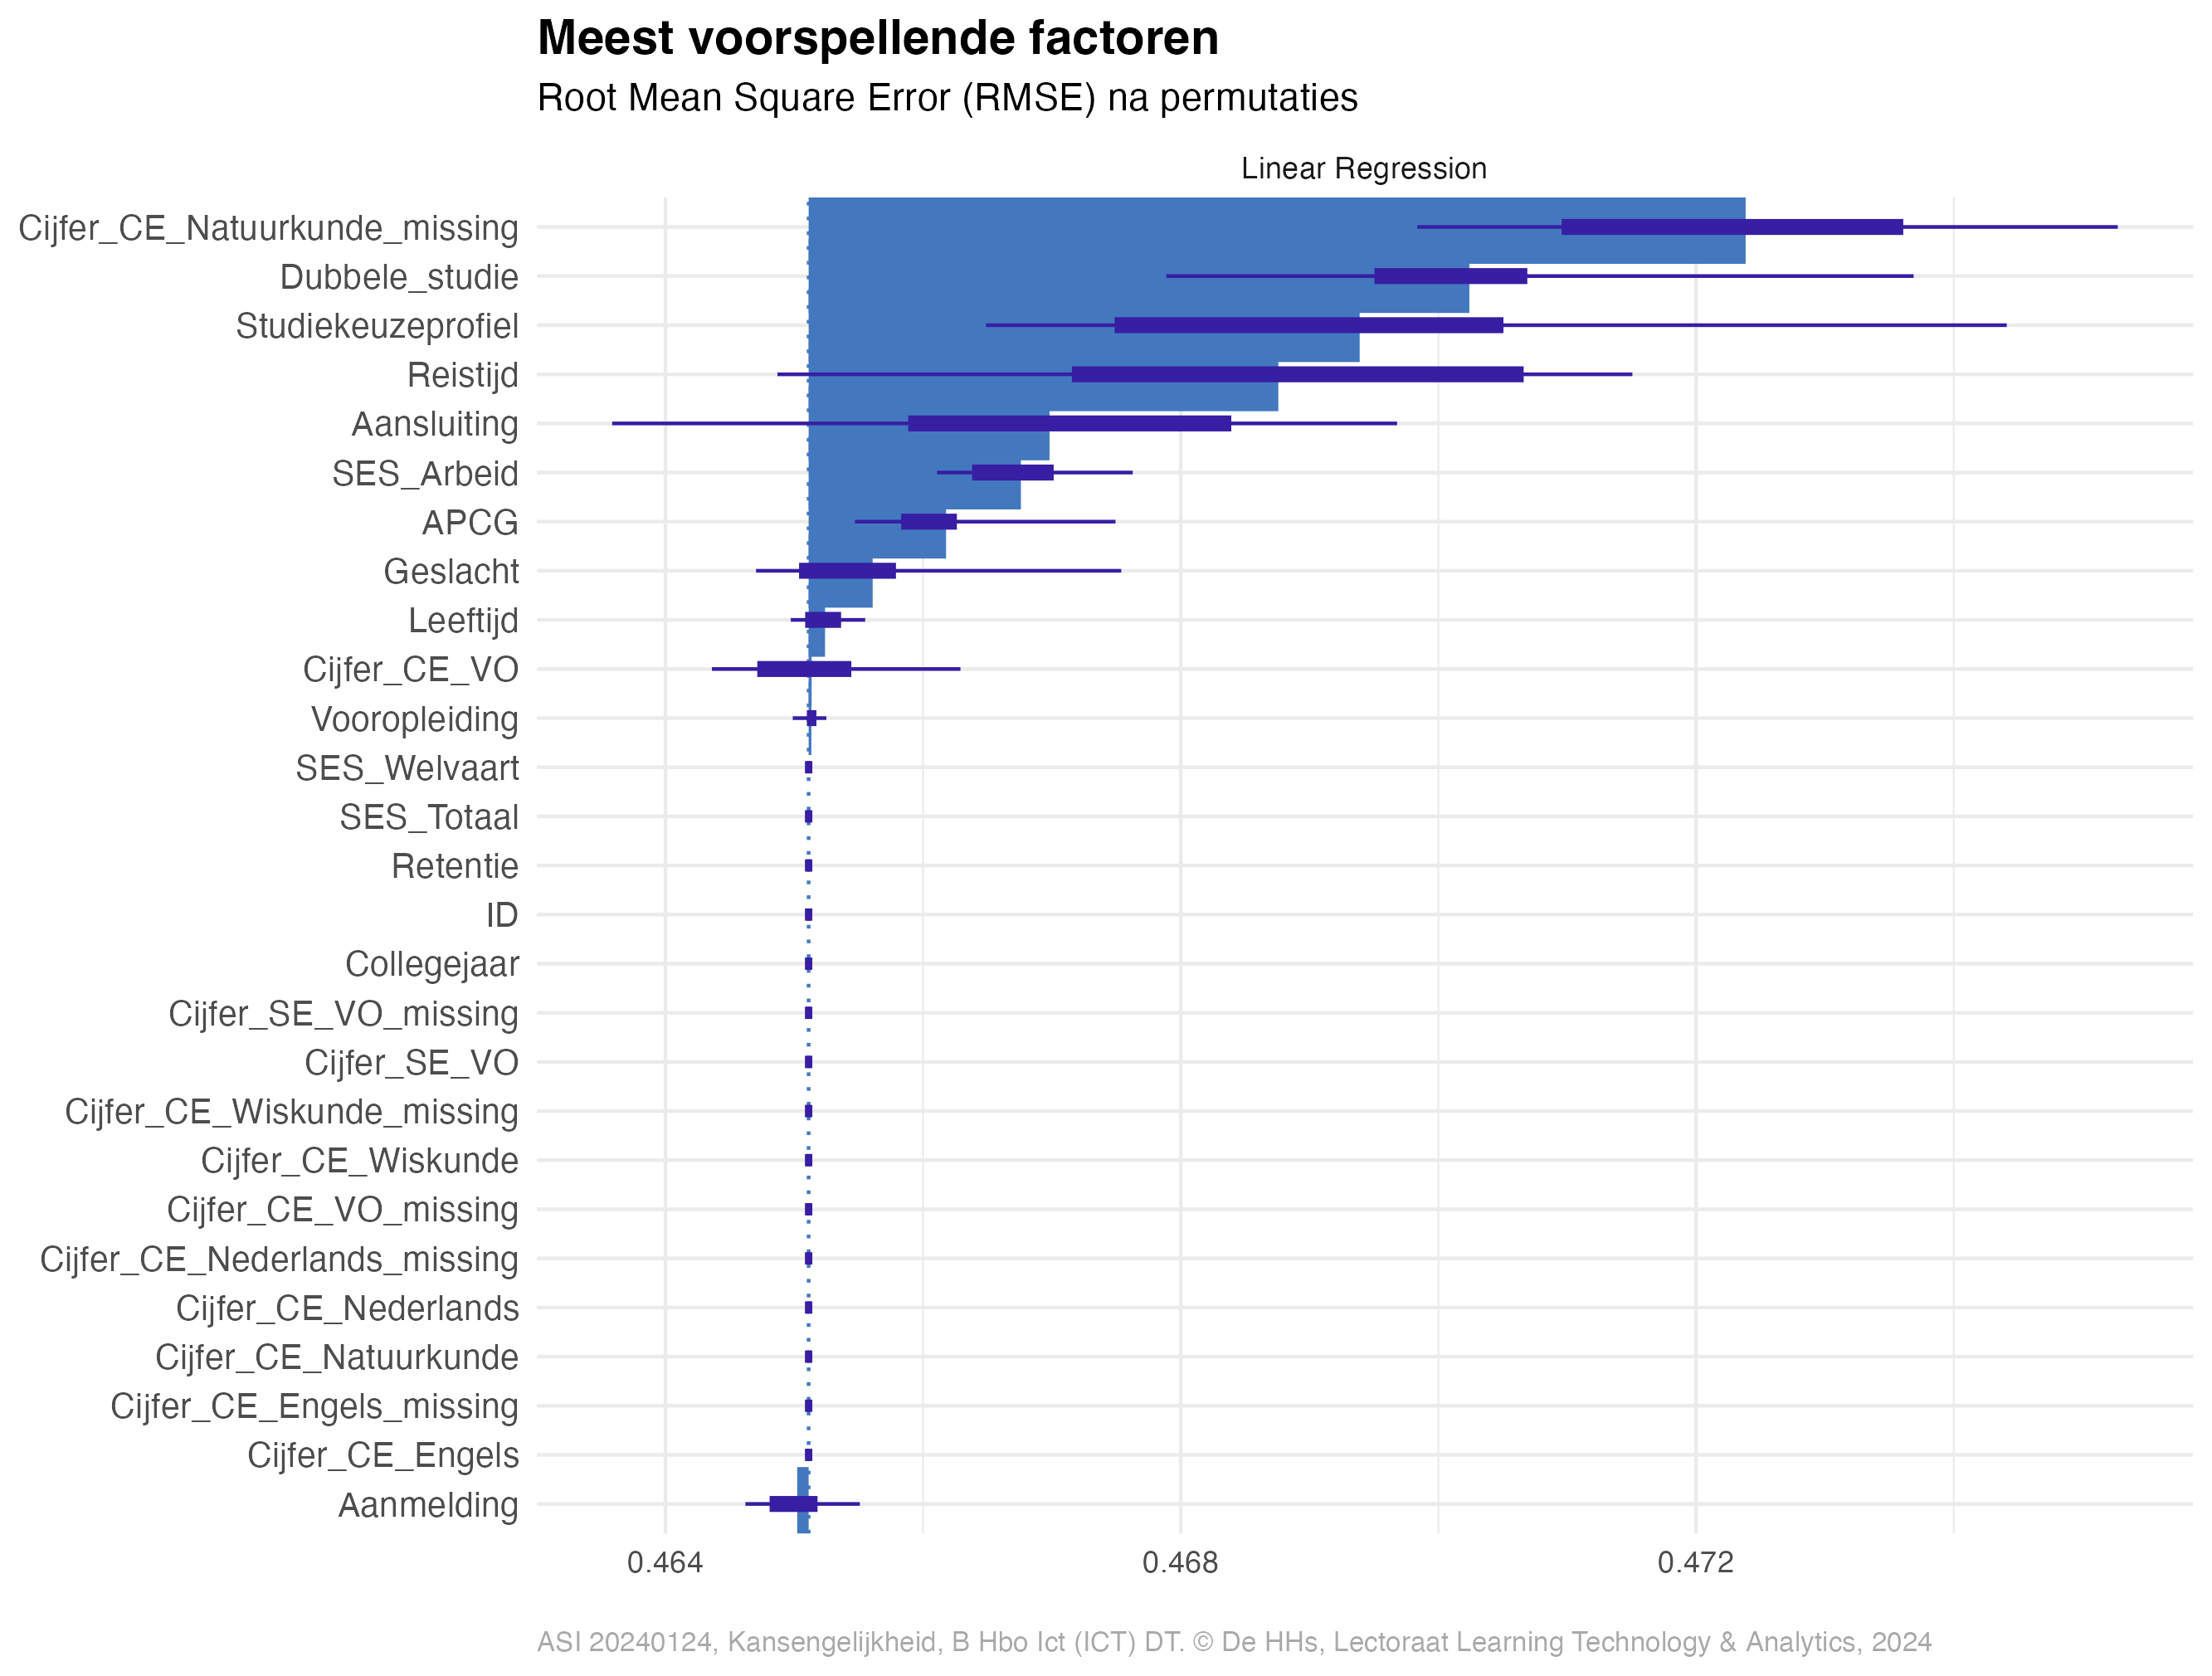 Meest voorspellende factoren
Root Mean Square Error (RMSE) na permutaties
Linear Regression
Cijfer_CE_Natuurkunde_missing
Dubbele_studie
Studiekeuzeprofiel
Reistijd
Aansluiting
SES_Arbeid
APCG
Geslacht
Leeftijd
Cijfer_CE_VO
Vooropleiding
SES_Welvaart
SES_Totaal
Retentie
ID
Collegejaar
Cijfer_SE_VO_missing
Cijfer_SE_VO
Cijfer_CE_Wiskunde_missing
Cijfer_CE_Wiskunde
Cijfer_CE_VO_missing
Cijfer_CE_Nederlands_missing
Cijfer_CE_Nederlands
Cijfer_CE_Natuurkunde
Cijfer_CE_Engels_missing
Cijfer_CE_Engels
Aanmelding
0.464 0.468 0.472
ASI 20240124, Kansengelijkheid, B Hbo Ict (ICT) DT. © De HHs, Lectoraat Learning Technology & Analytics, 2024